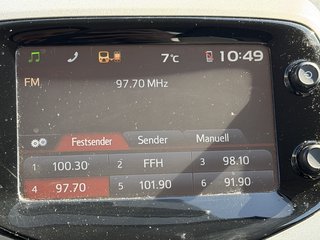 7°C 10:49
FM
97.70 MHz
Festsender Sender Manuell
1 100.30 2 FFH 3 98.10
4 97.70 5 101.90 6 91.90